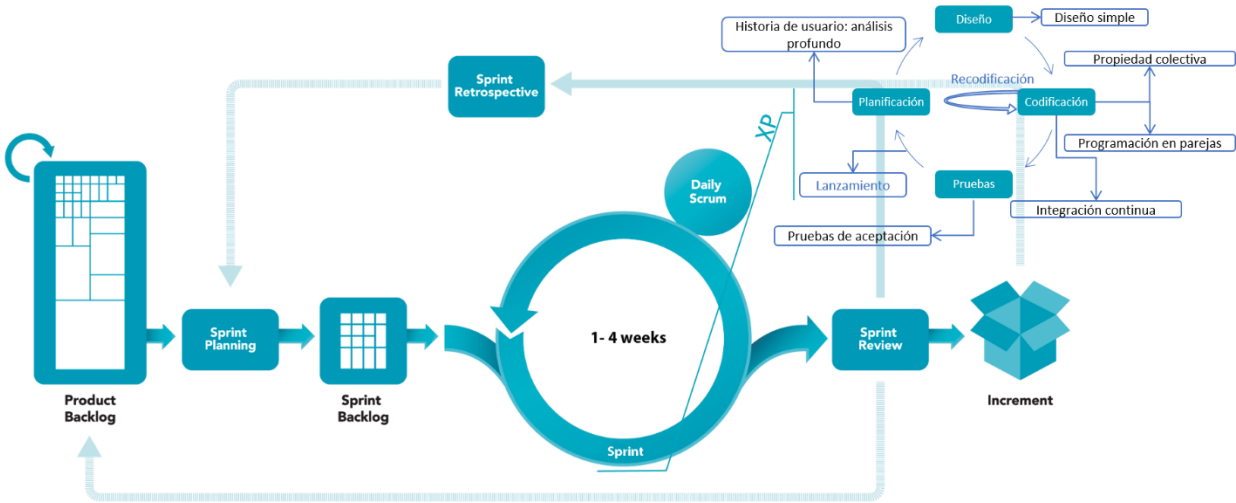 Diseño
Diseño simple
Historia de usuario: análisis
profundo
Propiedad colectiva
Recodificación
Sprint
Retrospective
Planificación
Codificación
XP
Programación en parejas
Daily
Scrum
Lanzamiento
Pruebas
Integración continua
Pruebas de aceptación
Sprint
Planning
1- 4 weeks
Sprint
Review
Product
Backlog
Sprint
Backlog
Increment
Sprint